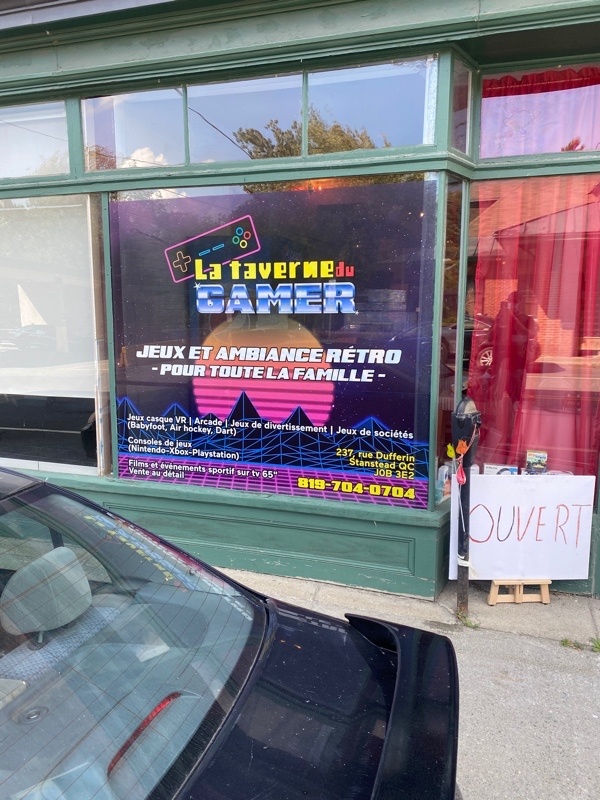 La taverne du
GAMER
JEUX ET AMBIANCE RÉTRO
- POUR TOUTE LA FAMILLE -
Jeux casque VR | Arcade | Jeux de divertissement | Jeux de sociétés
(Babyfoot, Air hockey, Dart)
Consoles de jeux
(Nintendo-Xbox-Playstation)
Films et événements sportif sur tv 65"
Vente au détail
237, rue Dufferin
Stanstead QC
J0B 3E2
819-704-0704
OUVERT